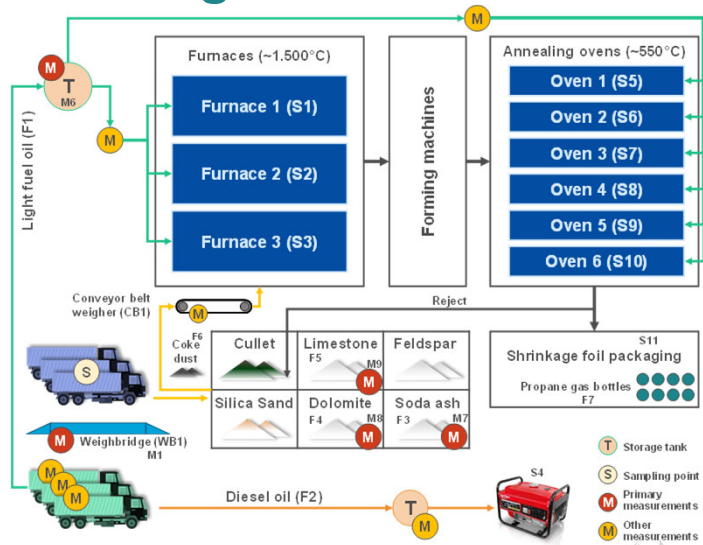 M
Furnaces (~1.500°C)
Annealing ovens (~550°C)
M
T
M6
M
Furnace 1 (S1)
Furnace 2 (S2)
Furnace 3 (S3)
Forming machines
Oven 1 (S5)
Oven 2 (S6)
Oven 3 (S7)
Oven 4 (S8)
Oven 5 (S9)
Oven 6 (S10)
Light fuel oil (F1)
Conveyor belt
weigher (CB1)
M
Reject
F6
Coke
dust
Cullet
Limestone
F5
M9
M
Feldspar
Silica Sand
Dolomite
F4
M8
M
Soda ash
F3
M7
M
S11
Shrinkage foil packaging
Propane gas bottles
F7
S
M
Weighbridge (WB1)
M1
M
M
M
Diesel oil (F2)
T
M
S4
T
Storage tank
S
Sampling point
M
Primary
measurements
M
Other
measurements